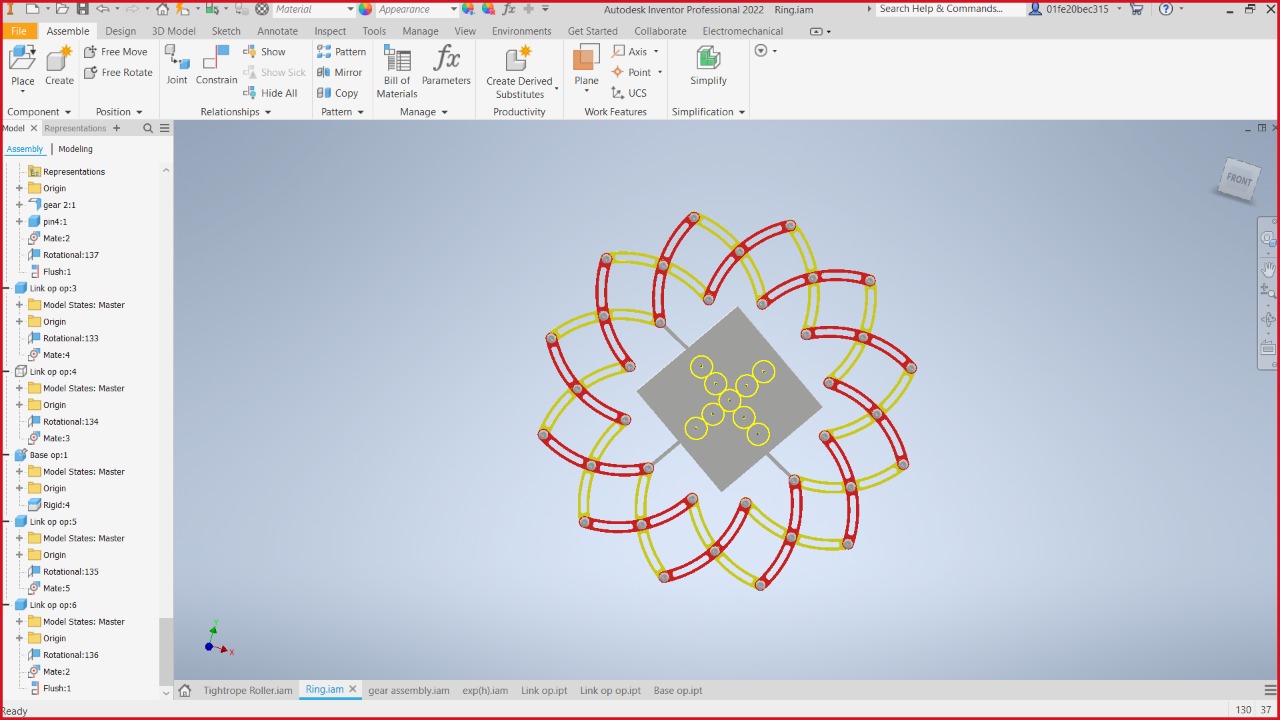 Material
Appearance
Autodesk Inventor Professional 2022 Ring.iam
Search Help & Commands...
01fe20bec315
File Assemble Design 3D Model Sketch Annotate Inspect Tools Manage View Environments Get Started Collaborate Electromechanical
Place
Create
Free Move
Free Rotate
Joint
Constrain
Show
Show Sick
Hide All
Pattern
Mirror
Copy
Bill of
Materials
fx
Parameters
Create Derived
Substitutes
Plane
Axis
Point
UCS
Simplify
Component Position Relationships Pattern Manage Productivity Work Features Simplification
Model Representations
Assembly Modeling
Representations
Origin
gear 2:1
pin4:1
Mate:2
Rotational:137
Flush:1
Link op op:3
Model States: Master
Origin
Rotational:133
Mate:4
Link op op:4
Model States: Master
Origin
Rotational:134
Mate:3
Base op:1
Model States: Master
Origin
Rigid:4
Link op op:5
Model States: Master
Origin
Rotational:135
Mate:5
Link op op:6
Model States: Master
Origin
Rotational:136
Mate:2
Flush:1
FRONT
Y
X
Tightrope Roller.iam Ring.iam gear assembly.iam exp(h).iam Link op.ipt Link op op.ipt Base op.ipt
Ready
130 37